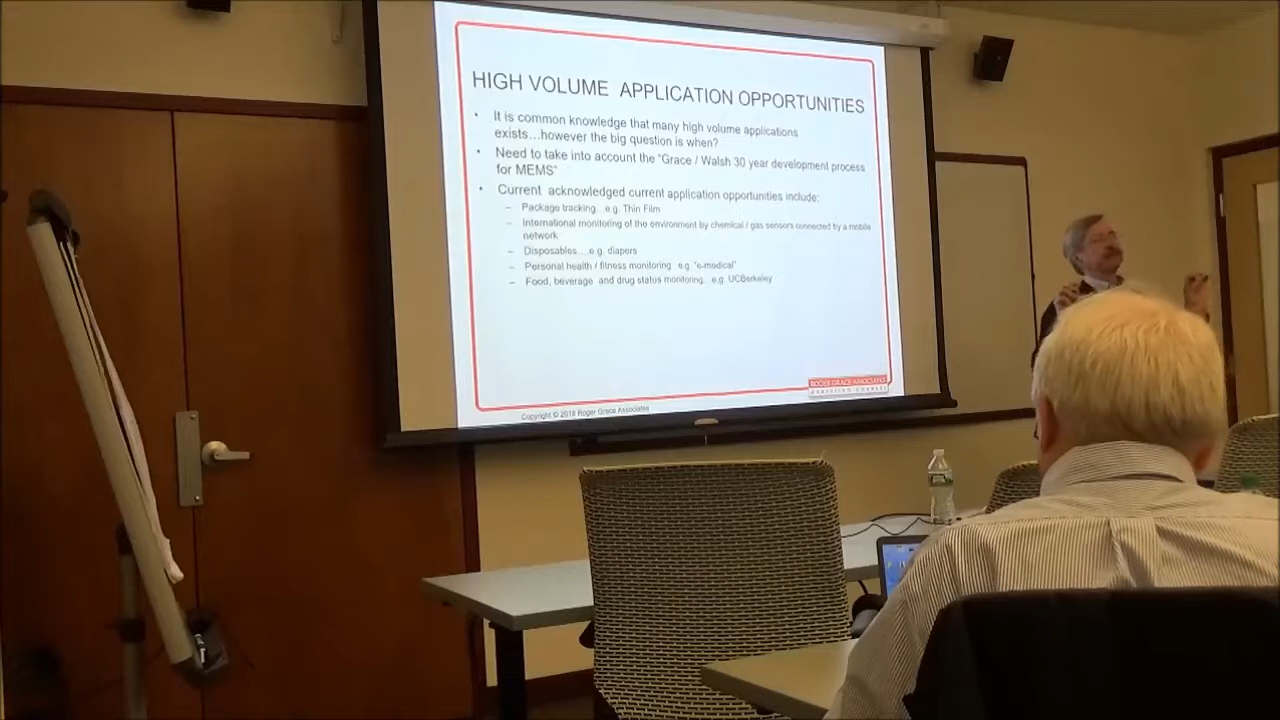 HIGH VOLUME APPLICATION OPPORTUNITIES
• It is common knowledge that many high volume applications
exists...however the big question is when?
• Need to take into account the "Grace / Walsh 30 year development process
for MEMS"
• Current acknowledged current application opportunities include:
– Package tracking...e.g. Thin Film
– International monitoring of the environment by chemical / gas sensors connected by a mobile
network
– Disposables ...e.g. diapers
– Personal health / fitness monitoring e.g. "e-medical"
– Food, beverage and drug status monitoring...e.g. UCBerkeley
ROGER GRACE ASSOCIATES
Copyright © 2018 Roger Grace Associates